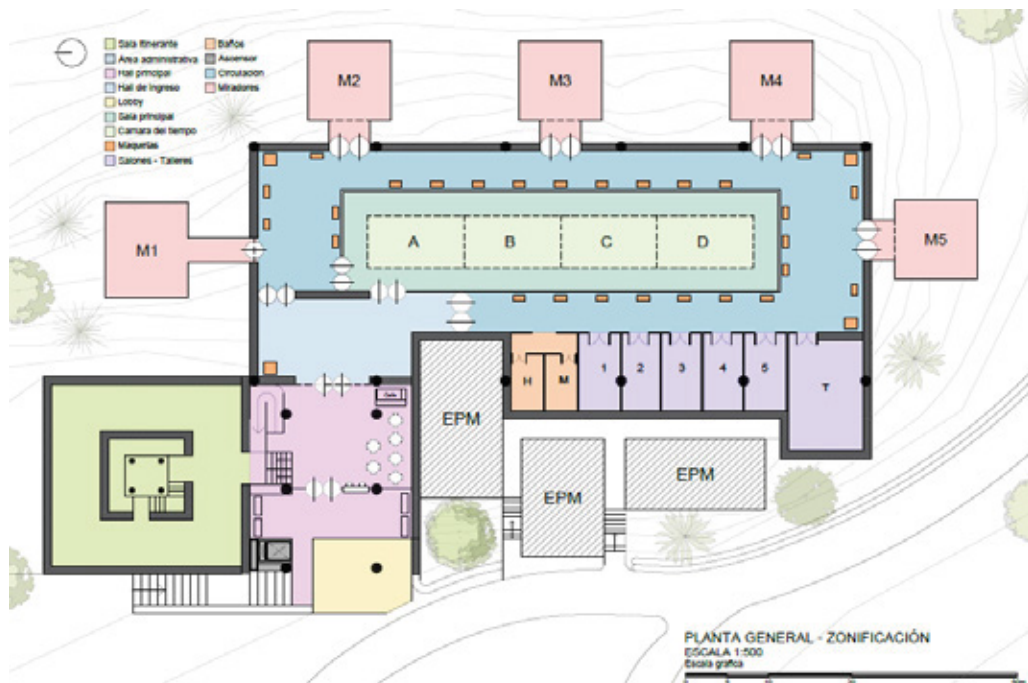 Sala Itinerante
Área administrativa
Hall principal
Hall de ingreso
Lobby
Sala principal
Camara del tiempo
Maquetas
Salones - Talleres
Baños
Ascensor
Circulación
Miradores
M2
M3
M4
M1
M5
A
B
C
D
H
M
1
2
3
4
5
T
EPM
EPM
EPM
PLANTA GENERAL - ZONIFICACIÓN
ESCALA 1:500
Escala grafica